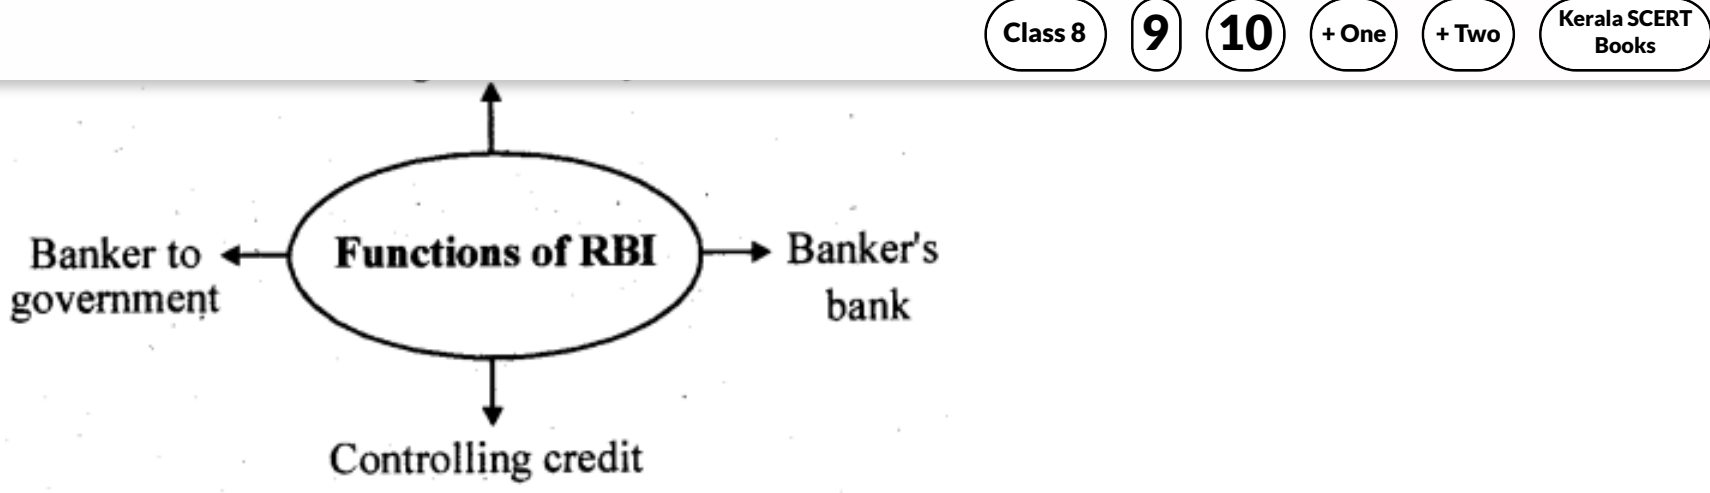 Class 8
9
10
+ One
+ Two
Kerala SCERT
Books
Banker to
government
Functions of RBI
Banker's
bank
Controlling credit